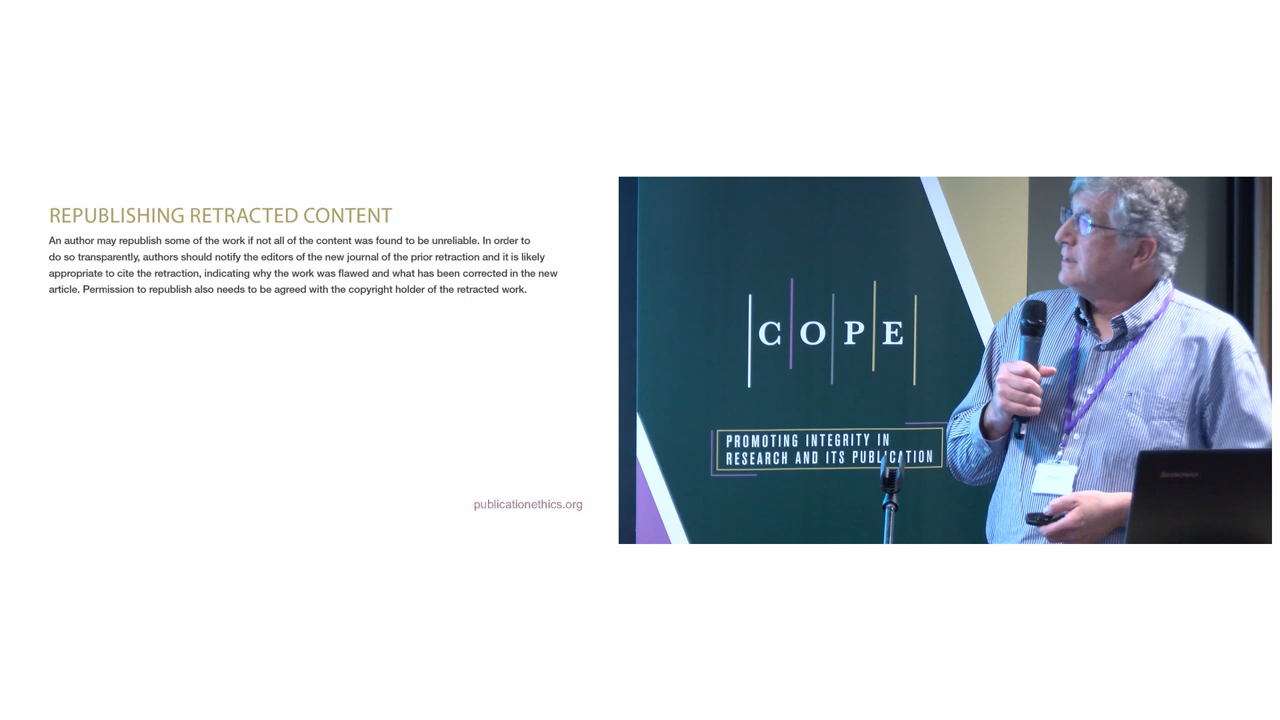 REPUBLISHING RETRACTED CONTENT
An author may republish some of the work if not all of the content was found to be unreliable. In order to
do so transparently, authors should notify the editors of the new journal of the prior retraction and it is likely
appropriate to cite the retraction, indicating why the work was flawed and what has been corrected in the new
article. Permission to republish also needs to be agreed with the copyright holder of the retracted work.
publicationethics.org
COPE
PROMOTING INTEGRITY IN
RESEARCH AND ITS PUBLICATION
Lenovo